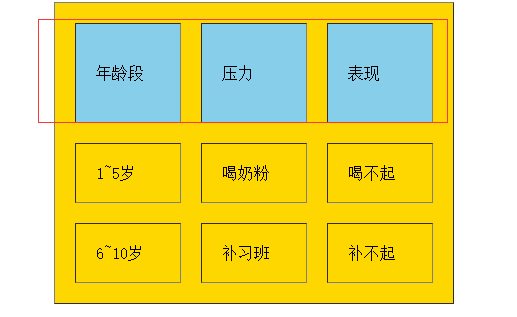 年龄段 压力 表现
1~5岁 喝奶粉 喝不起
6~10岁 补习班 补不起